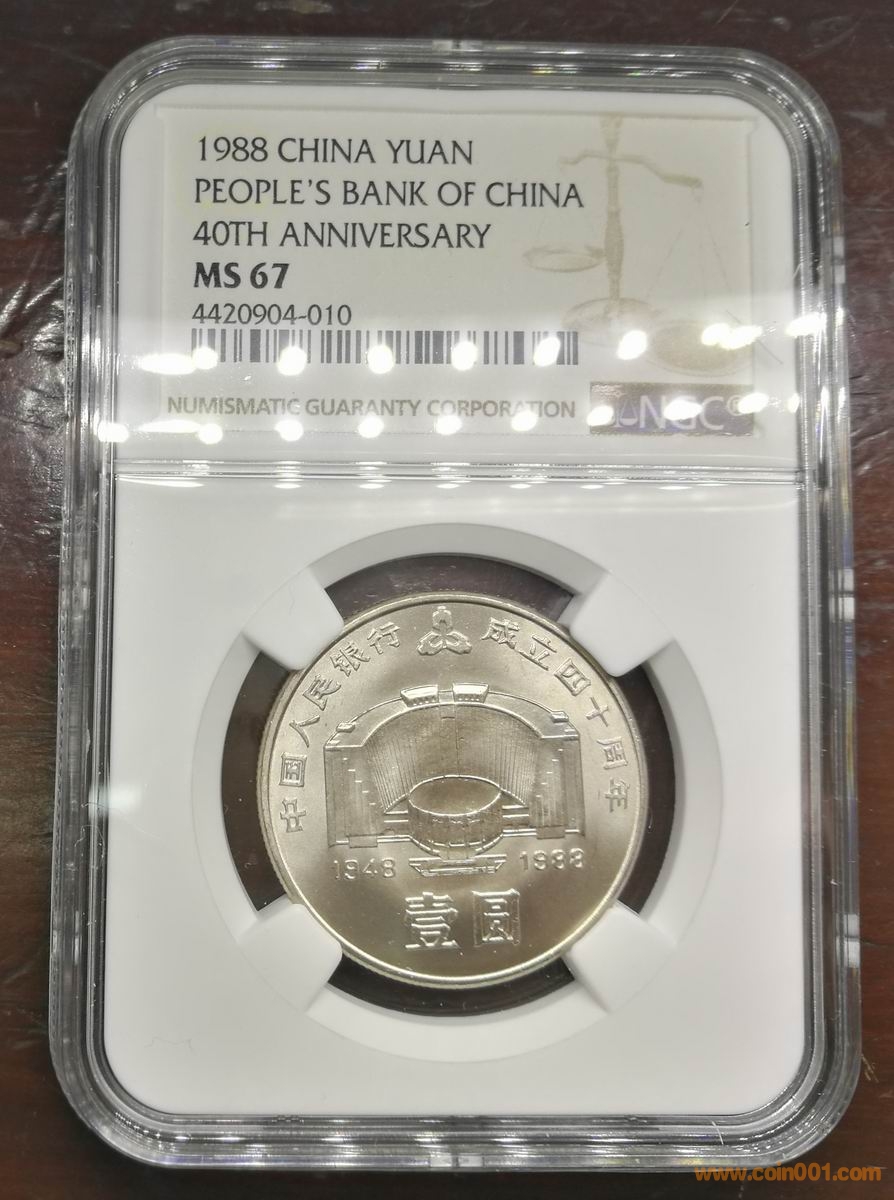 1988 CHINA YUAN
PEOPLE'S BANK OF CHINA
40TH ANNIVERSARY
MS 67
4420904-010
NUMISMATIC GUARANTY CORPORATION
NGC®
中国人民银行 成立四十周年
1948 1988
壹圆
www.coin001.com